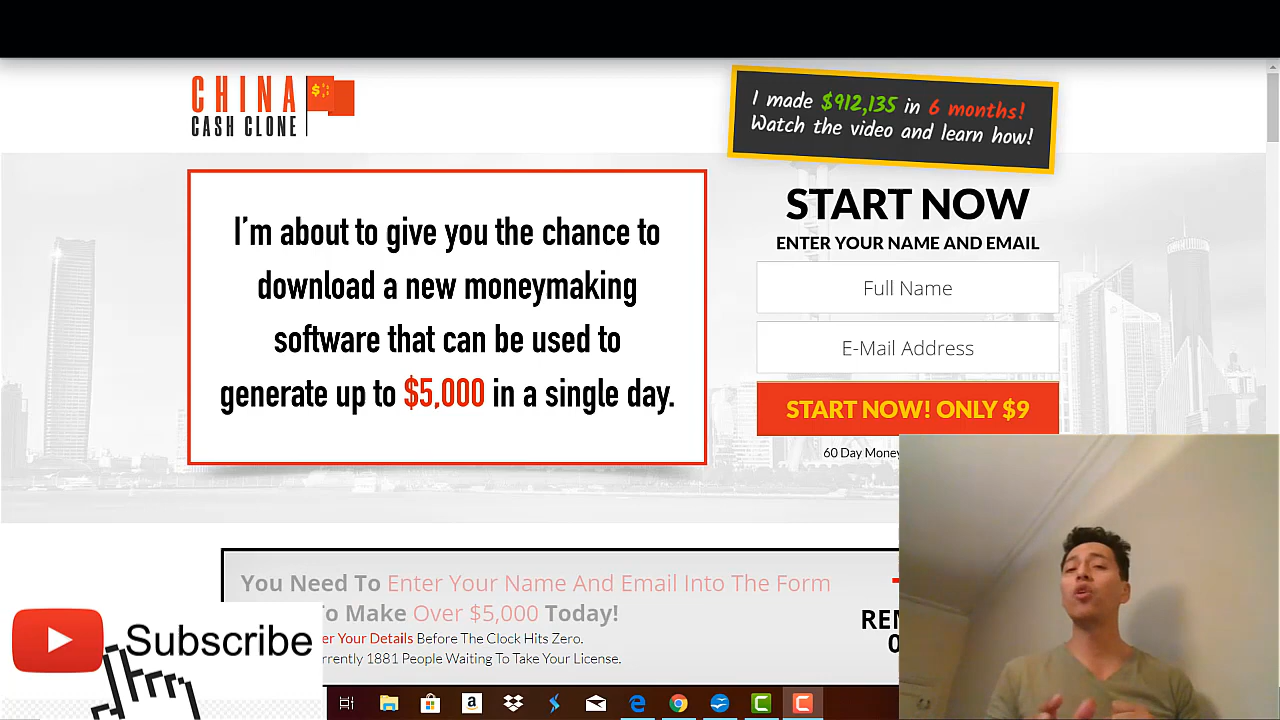 CHINA
CASH CLONE
I made $912,135 in 6 months!
Watch the video and learn how!
I'm about to give you the chance to
download a new moneymaking
software that can be used to
generate up to $5,000 in a single day.
START NOW
ENTER YOUR NAME AND EMAIL
Full Name
E-Mail Address
START NOW! ONLY $9
60 Day Money
You Need To Enter Your Name And Email Into The Form
To Make Over $5,000 Today!
Your Details Before The Clock Hits Zero.
1881 People Waiting To Take Your License.
Subscribe